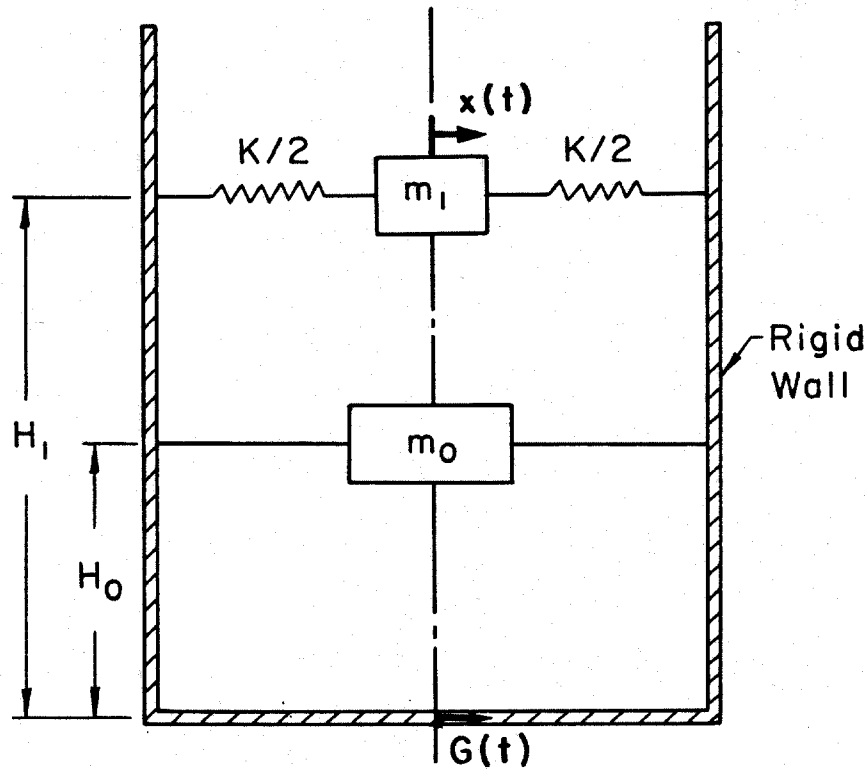 x(t)
K/2
K/2
m₁
Rigid
Wall
H₁
m₀
H₀
G(t)